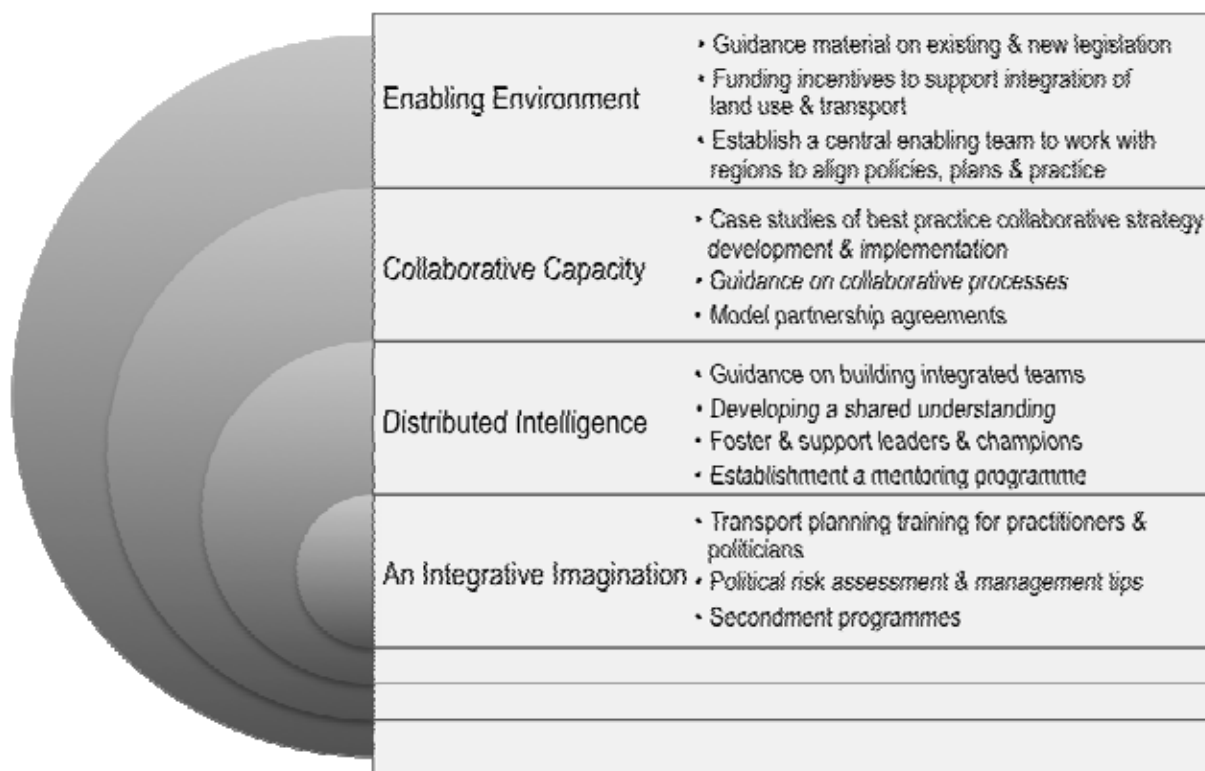 Enabling Environment
• Guidance material on existing & new legislation
• Funding incentives to support integration of
land use & transport
• Establish a central enabling team to work with
regions to align policies, plans & practice
Collaborative Capacity
• Case studies of best practice collaborative strategy
development & implementation
• Guidance on collaborative processes
• Model partnership agreements
Distributed Intelligence
• Guidance on building integrated teams
• Developing a shared understanding
• Foster & support leaders & champions
• Establishment a mentoring programme
An Integrative Imagination
• Transport planning training for practitioners &
politicians
• Political risk assessment & management tips
• Secondment programmes